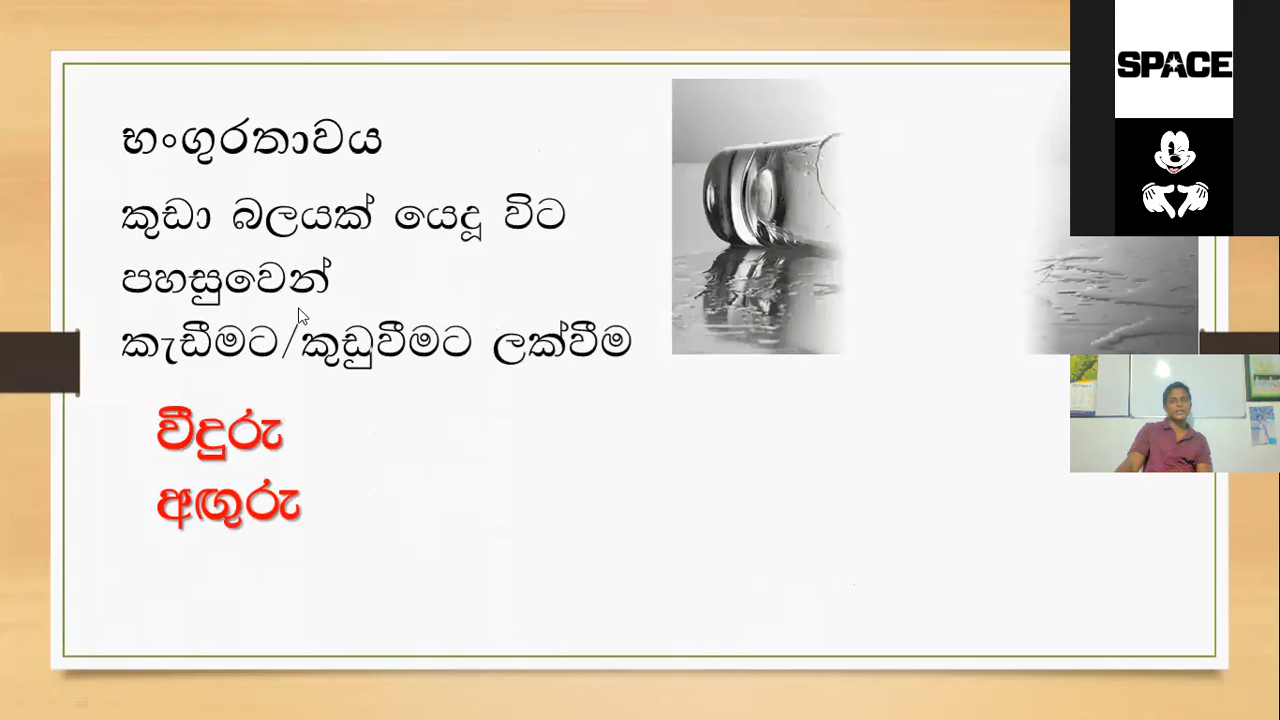 භංගුරතාවය
කුඩා බලයක් යෙදූ විට
පහසුවෙන්
කැඩීමට/කුඩුවීමට ලක්වීම
වීදුරු
අඟුරු
SPACE